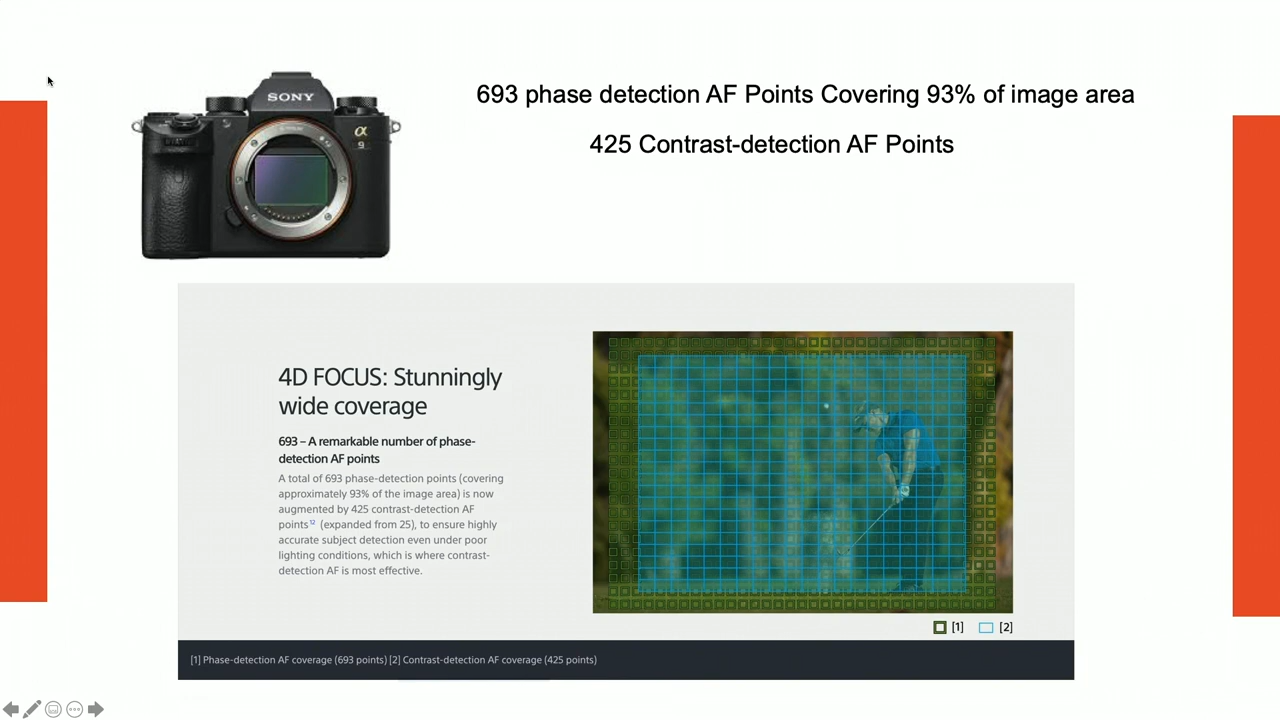 SONY
α
9
693 phase detection AF Points Covering 93% of image area
425 Contrast-detection AF Points
4D FOCUS: Stunningly
wide coverage
693 – A remarkable number of phase-
detection AF points
A total of 693 phase-detection points (covering
approximately 93% of the image area) is now
augmented by 425 contrast-detection AF
points12 (expanded from 25), to ensure highly
accurate subject detection even under poor
lighting conditions, which is where contrast-
detection AF is most effective.
[1] [2]
[1] Phase-detection AF coverage (693 points) [2] Contrast-detection AF coverage (425 points)